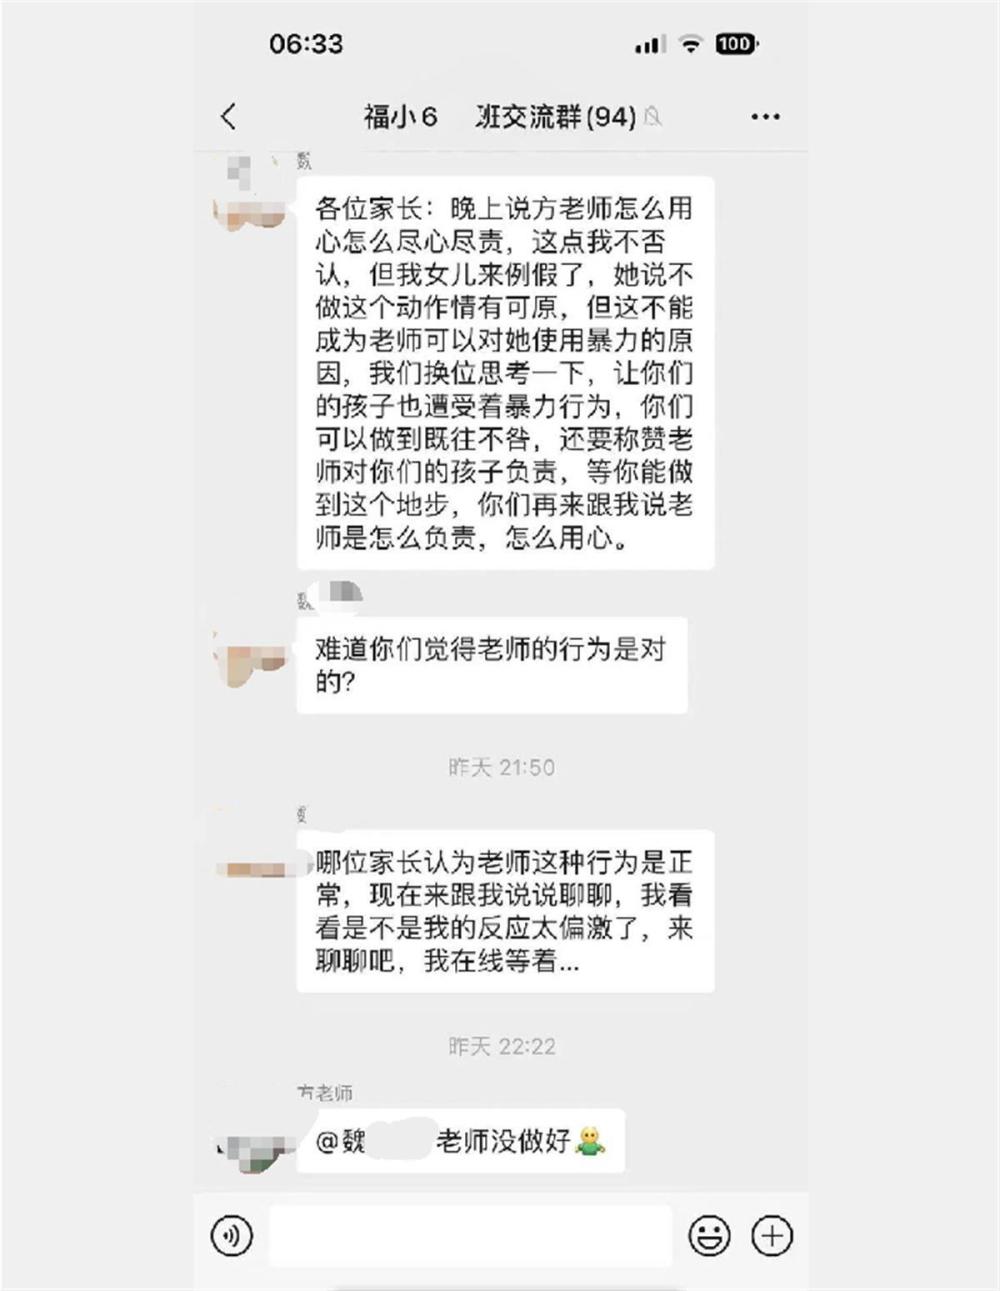 06:33
100
福小6 班交流群(94)
各位家长：晚上说方老师怎么用
心怎么尽心尽责，这点我不否
认，但我女儿来例假了，她说不
做这个动作情有可原，但这不能
成为老师可以对她使用暴力的原
因，我们换位思考一下，让你们
的孩子也遭受着暴力行为，你们
可以做到既往不咎，还要称赞老
师对你们的孩子负责，等你能做
到这个地步，你们再来跟我说老
师是怎么负责，怎么用心。
难道你们觉得老师的行为是对
的？
昨天 21:50
哪位家长认为老师这种行为是正
常，现在来跟我说说聊聊，我看
看是不是我的反应太偏激了，来
聊聊吧，我在线等着...
昨天 22:22
方老师
@魏 老师没做好